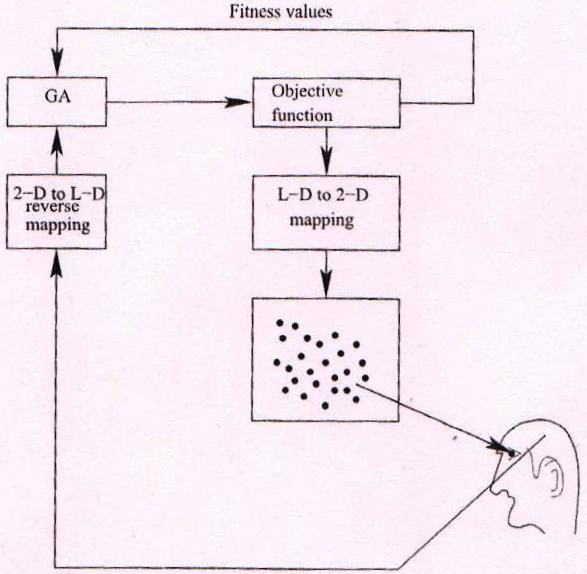 Fitness values
GA
Objective
function
2-D to L-D
reverse
mapping
L-D to 2-D
mapping